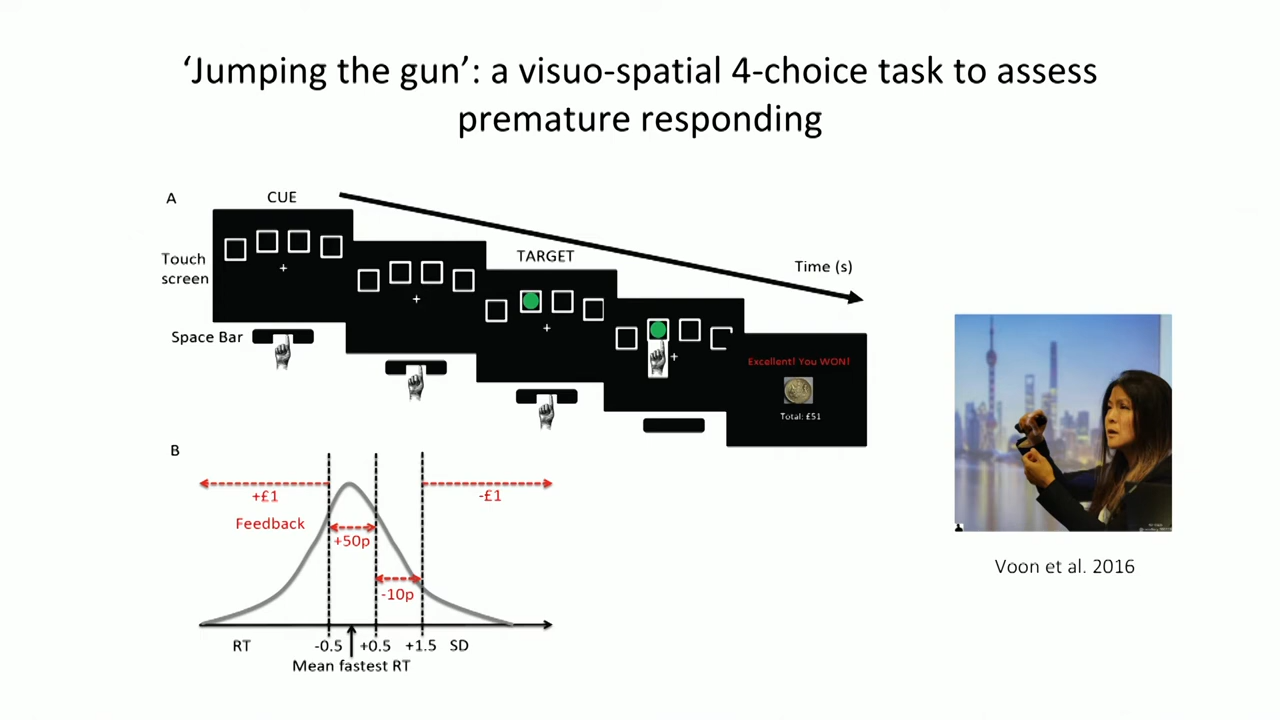 ‘Jumping the gun’: a visuo-spatial 4-choice task to assess
premature responding
A
CUE
Touch
screen
TARGET
Time (s)
Space Bar
Excellent! You WON!
Total: £51
B
+£1
-£1
Feedback
+50p
-10p
RT
-0.5
+0.5
+1.5
SD
Mean fastest RT
Voon et al. 2016